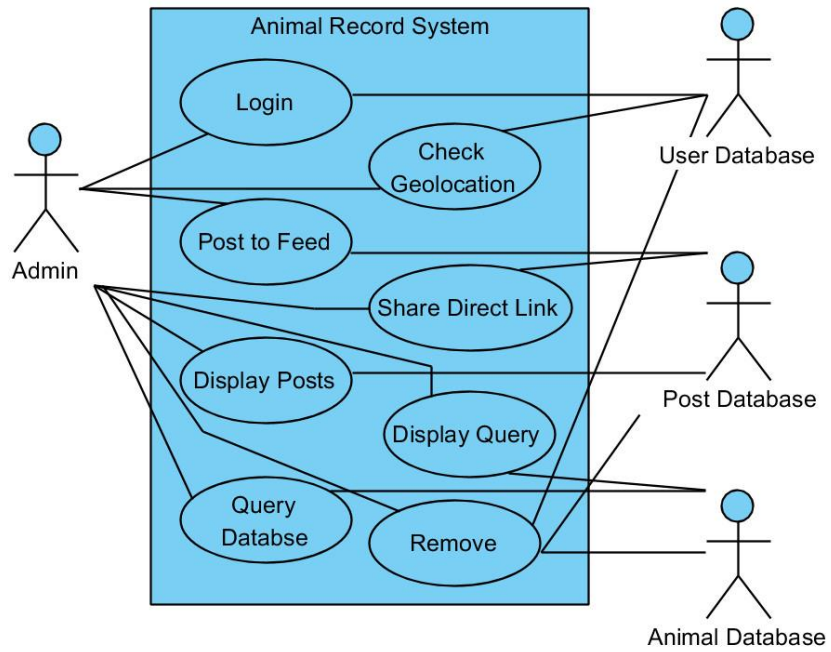 Animal Record System
Login
Check
Geolocation
User Database
Post to Feed
Admin
Share Direct Link
Display Posts
Post Database
Display Query
Query
Databse
Remove
Animal Database